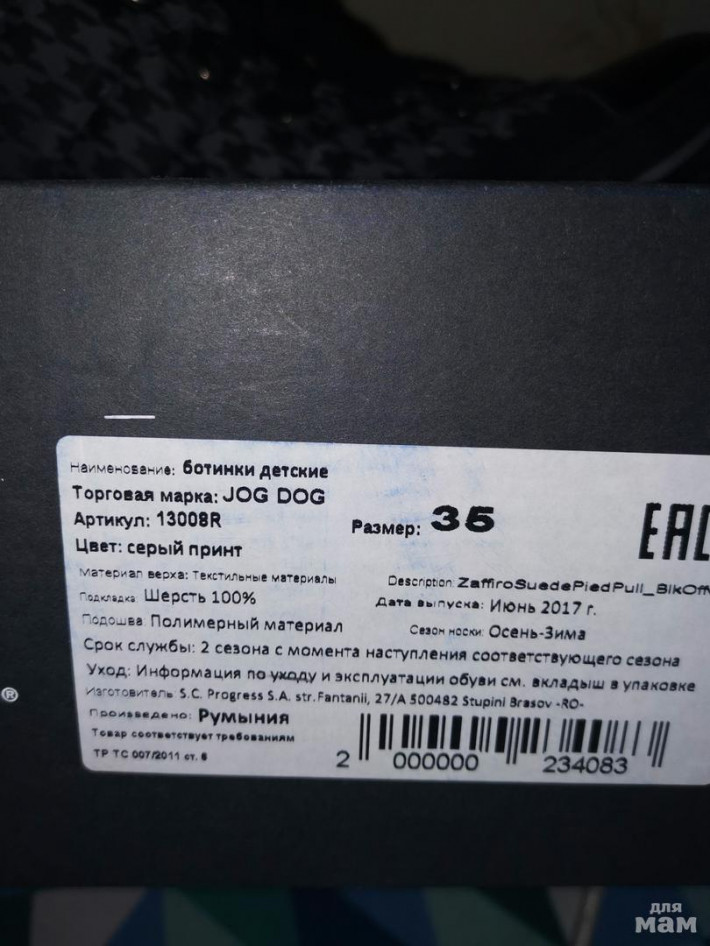 Наименование: ботинки детские
Торговая марка: JOG DOG
Артикул: 13008R
Размер: 35
EAC
Цвет: серый принт
Материал верха: Текстильные материалы
Description: ZaffiroSuedePiedPull_BlkOffW
Подкладка: Шерсть 100%
Дата выпуска: Июнь 2017 г.
Подошва: Полимерный материал
Сезон носки: Осень-Зима
Срок службы: 2 сезона с момента наступления соответствующего сезона
Уход: Информация по уходу и эксплуатации обуви см. вкладыш в упаковке
Изготовитель S.C. Progress S.A. str.Fantanii, 27/A 500482 Stupini Brasov -RO-
®
Произведено: Румыния
Товар соответствует требованиям
ТР ТС 007/2011 ст. 6
2 000000 234083
для
мам